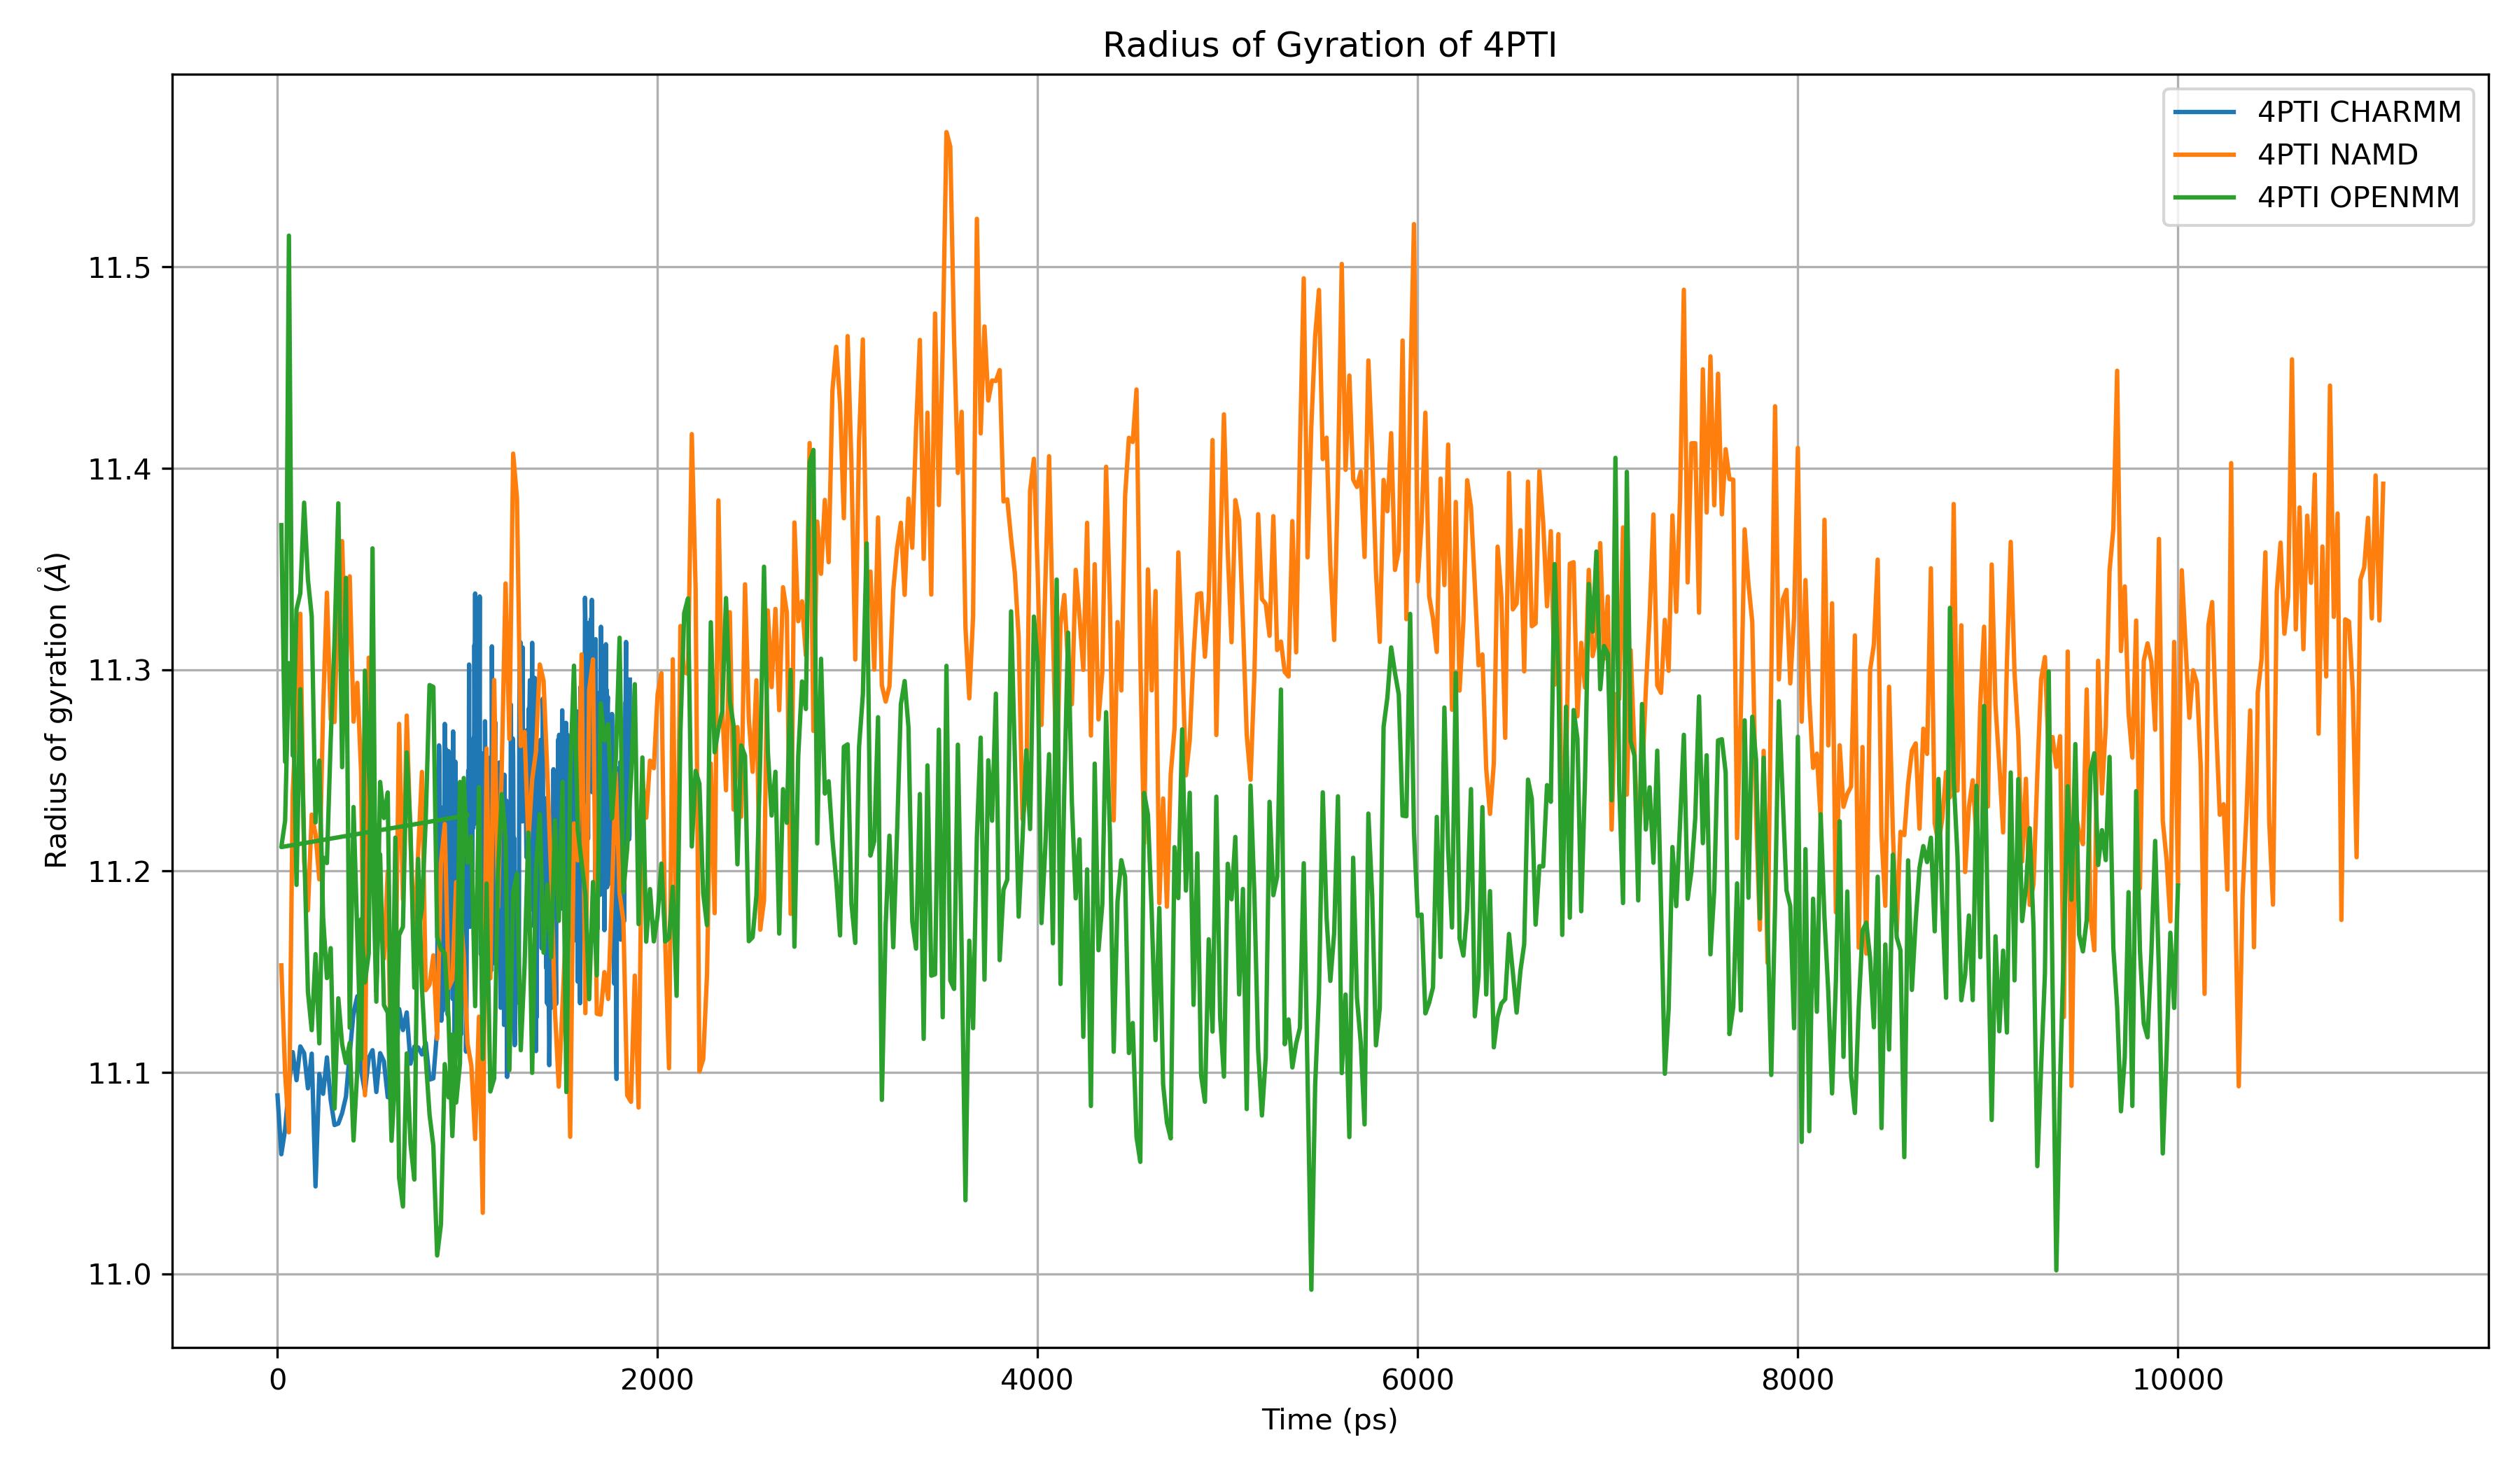 Radius of Gyration of 4PTI
4PTI CHARMM
4PTI NAMD
4PTI OPENMM
Radius of gyration (Å)
11.5
11.4
11.3
11.2
11.1
11.0
0 2000 4000 6000 8000 10000
Time (ps)